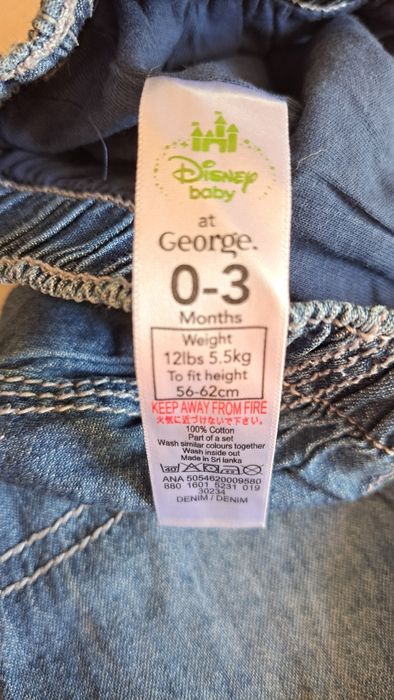 Disney
baby
at
George.
0-3
Months
Weight
12lbs 5.5kg
To fit height
56-62cm
KEEP AWAY FROM FIRE
火気に近づけないで下さい。
100% Cotton
Part of a set
Wash similar colours together
Wash inside out
Made in Sri lanka
40
ANA 5054620009580
880 1601 5231 019
30234
DENIM / DENIM